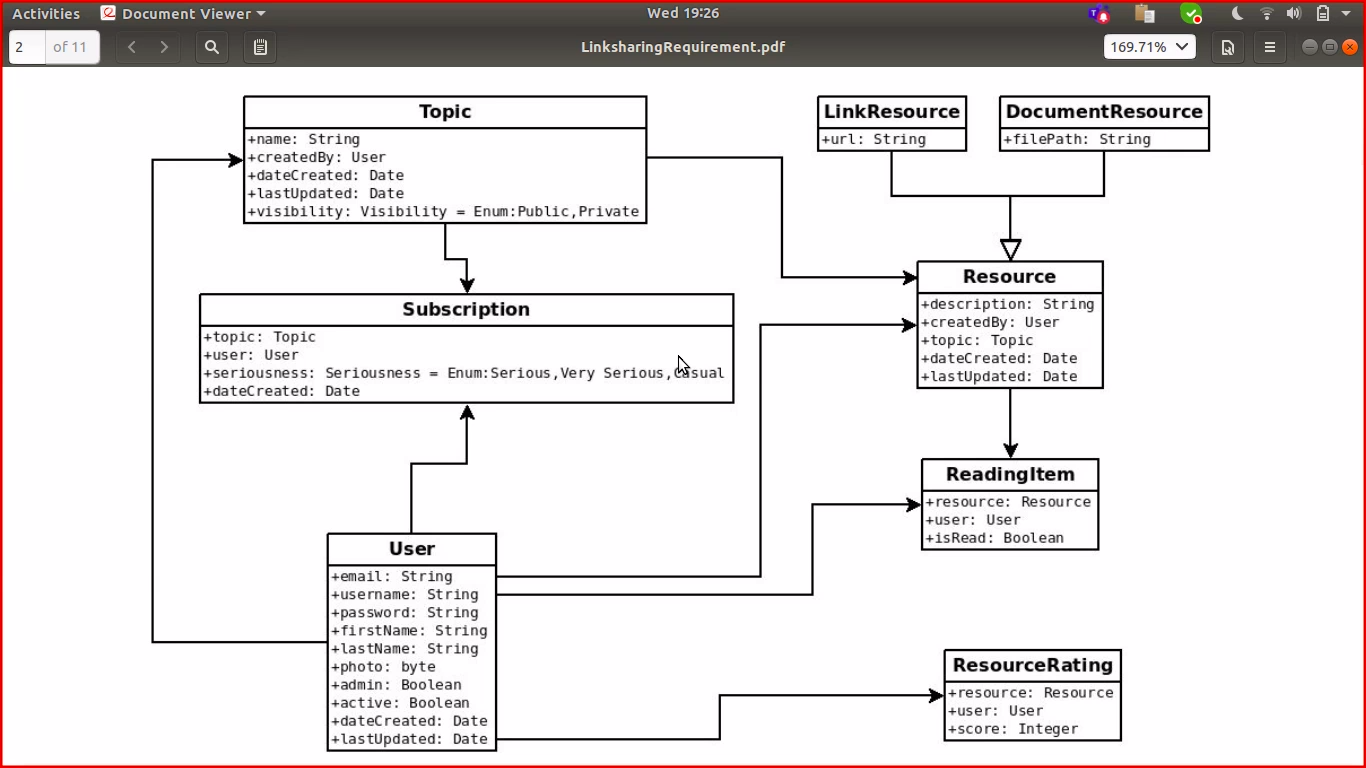 Activities
Document Viewer
Wed 19:26
2
of 11
LinksharingRequirement.pdf
169.71%
Topic
+name: String
+createdBy: User
+dateCreated: Date
+lastUpdated: Date
+visibility: Visibility = Enum:Public,Private
LinkResource
+url: String
DocumentResource
+filePath: String
Resource
+description: String
+createdBy: User
+topic: Topic
+dateCreated: Date
+lastUpdated: Date
Subscription
+topic: Topic
+user: User
+seriousness: Seriousness = Enum:Serious,Very Serious,Casual
+dateCreated: Date
ReadingItem
+resource: Resource
+user: User
+isRead: Boolean
User
+email: String
+username: String
+password: String
+firstName: String
+lastName: String
+photo: byte
+admin: Boolean
+active: Boolean
+dateCreated: Date
+lastUpdated: Date
ResourceRating
+resource: Resource
+user: User
+score: Integer